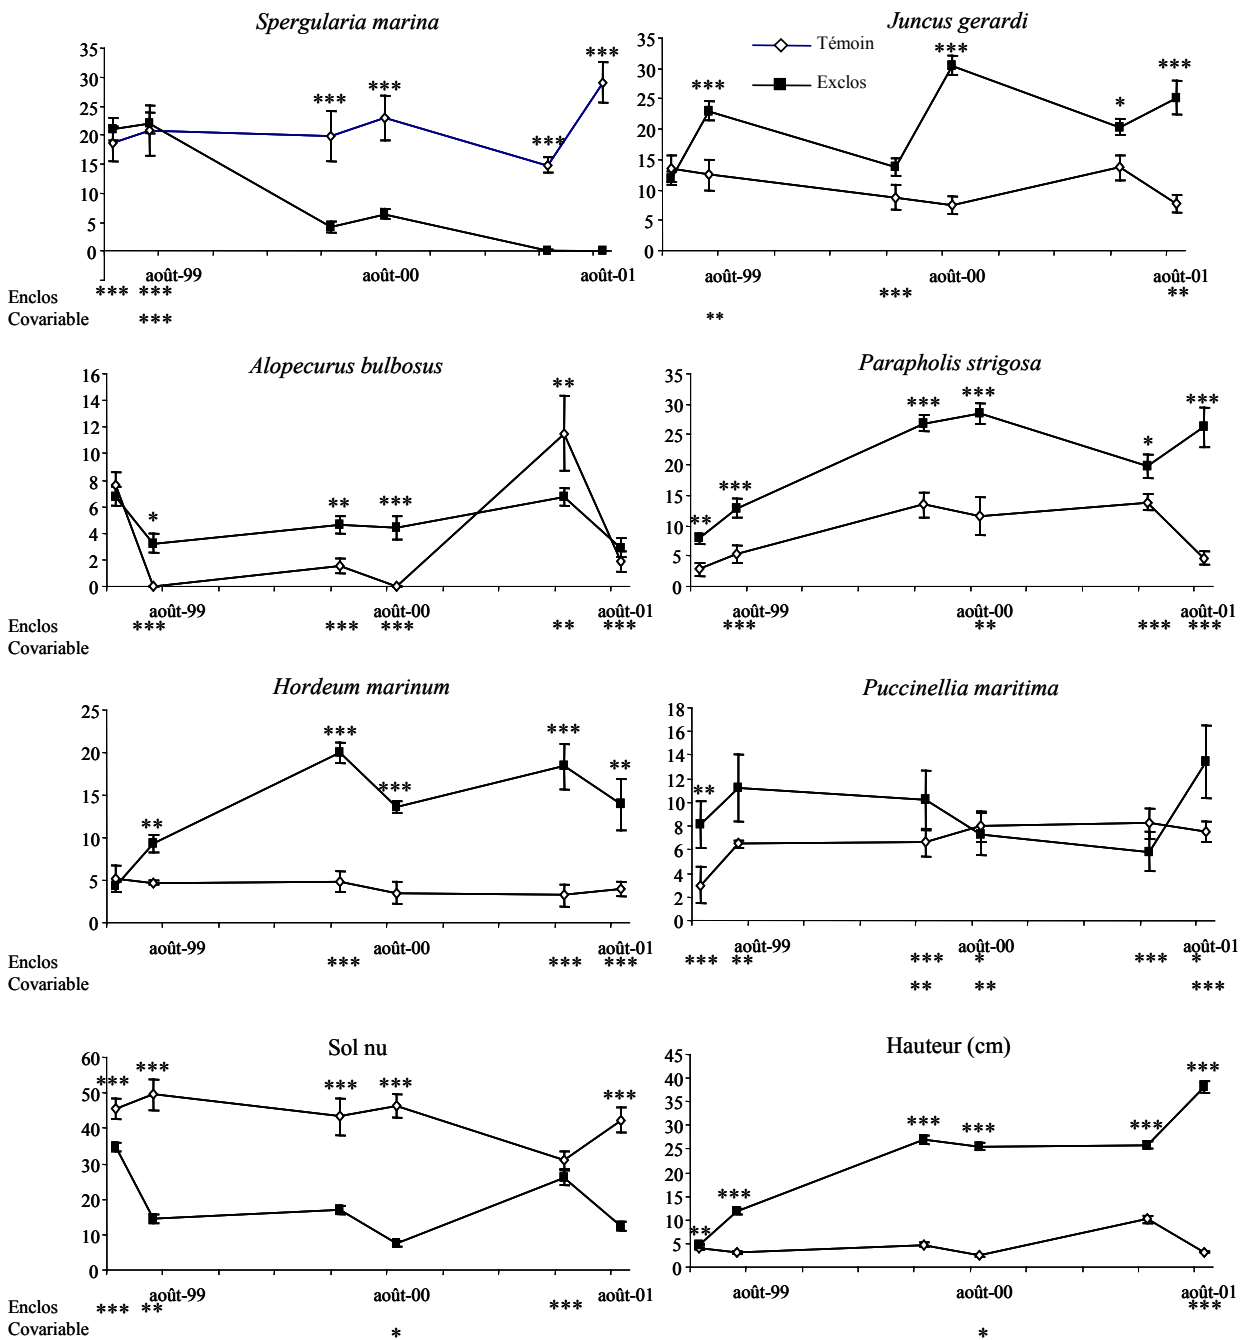 Spergularia marina
35
30
25
20
15
10
5
0
*** *** *** ***
août-99 août-00 août-01
Enclos *** ***
Covariable ***
Juncus gerardi
Témoin
Exclos
35
30
25
20
15
10
5
0
*** *** * ***
août-99 août-00 août-01
*** **
**
Alopecurus bulbosus
16
14
12
10
8
6
4
2
0
* ** *** **
août-99 août-00 août-01
Enclos *** *** *** ** ***
Covariable
Parapholis strigosa
35
30
25
20
15
10
5
0
** *** *** *** * ***
août-99 août-00 août-01
*** ** *** ***
Hordeum marinum
25
20
15
10
5
0
** *** *** *** **
août-99 août-00 août-01
Enclos *** *** ***
Covariable
Puccinellia maritima
18
16
14
12
10
8
6
4
2
0
**
août-99 août-00 août-01
*** ** *** * *** *
** ** ***
Sol nu
60
50
40
30
20
10
0
*** *** *** *** ***
août-99 août-00 août-01
Enclos *** ** ***
Covariable *
Hauteur (cm)
45
40
35
30
25
20
15
10
5
0
** *** *** *** *** ***
août-99 août-00 août-01
***
*